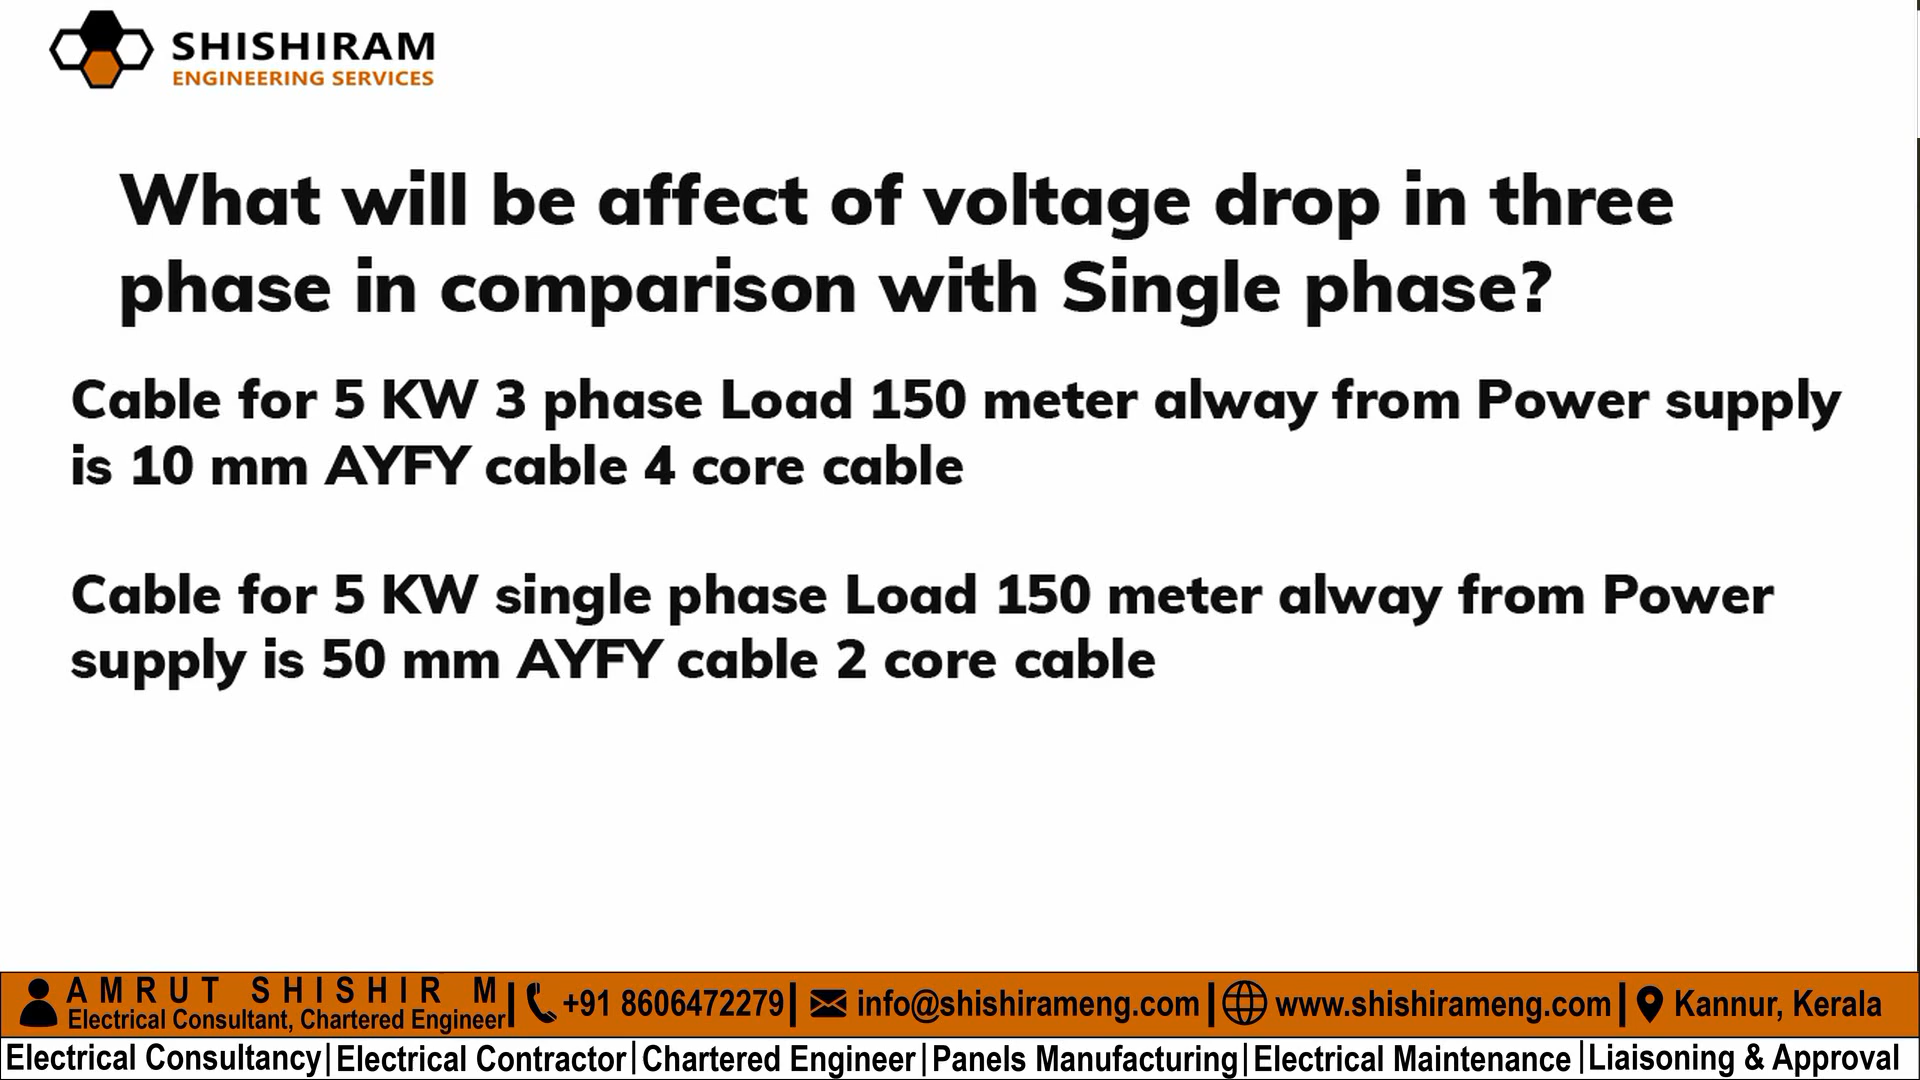 SHISHIRAM
ENGINEERING SERVICES
What will be affect of voltage drop in three
phase in comparison with Single phase?
Cable for 5 KW 3 phase Load 150 meter alway from Power supply
is 10 mm AYFY cable 4 core cable
Cable for 5 KW single phase Load 150 meter alway from Power
supply is 50 mm AYFY cable 2 core cable
AMRUT SHISHIR M
Electrical Consultant, Chartered Engineer
+91 8606472279
info@shishirameng.com
www.shishirameng.com
Kannur, Kerala
Electrical Consultancy|Electrical Contractor|Chartered Engineer|Panels Manufacturing|Electrical Maintenance|Liaisoning & Approval